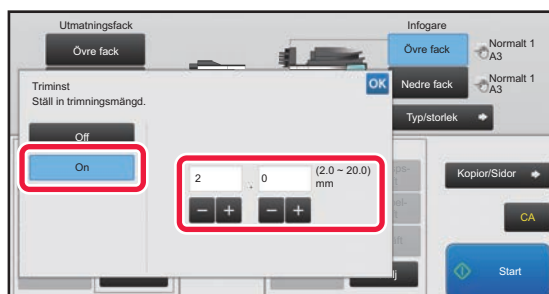 Utmatningsfack
Infogare
Övre fack
Övre fack
Normalt 1
A3
Triminst
OK
Nedre fack
Normalt 1
A3
Ställ in trimningsmängd.
Typ/storlek
Off
On
2 . 0 (2.0 ~ 20.0)
mm
Kopior/Sidor
CA
Start